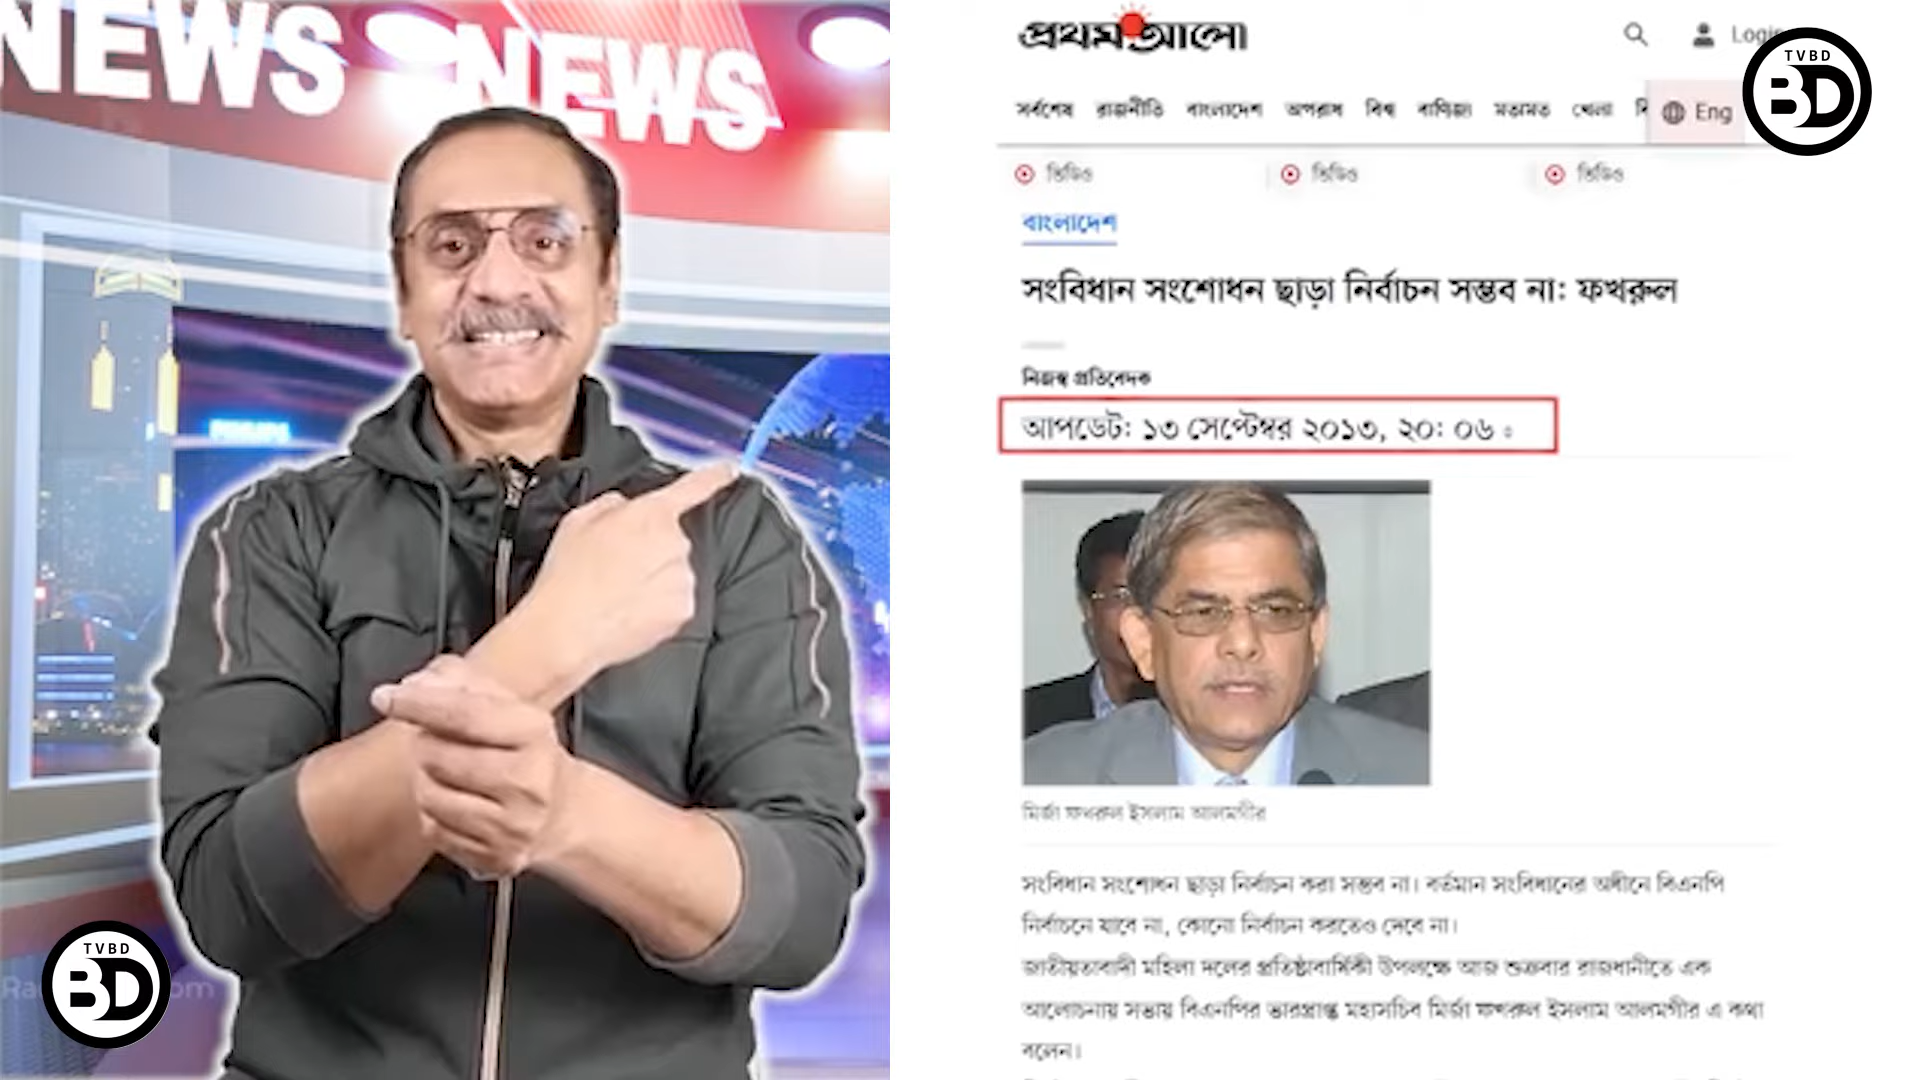 NEWS
NEWS
TVBD
BD
প্রথম আলো
Login
সর্বশেষ রাজনীতি বাংলাদেশ অপরাধ বিশ্ব বাণিজ্য মতামত খেলা
Eng
TVBD
BD
ভিডিও ভিডিও ভিডিও
বাংলাদেশ
সংবিধান সংশোধন ছাড়া নির্বাচন সম্ভব না: ফখরুল
নিজস্ব প্রতিবেদক
আপডেট: ১৩ সেপ্টেম্বর ২০১৩, ২০: ০৬
মির্জা ফখরুল ইসলাম আলমগীর
সংবিধান সংশোধন ছাড়া নির্বাচন করা সম্ভব না। বর্তমান সংবিধানের অধীনে বিএনপি
নির্বাচনে যাবে না, কোনো নির্বাচন করতেও দেবে না।
জাতীয়তাবাদী মহিলা দলের প্রতিষ্ঠাবার্ষিকী উপলক্ষে আজ শুক্রবার রাজধানীতে এক
আলোচনায় সভায় বিএনপির ভারপ্রাপ্ত মহাসচিব মির্জা ফখরুল ইসলাম আলমগীর এ কথা
বলেন।